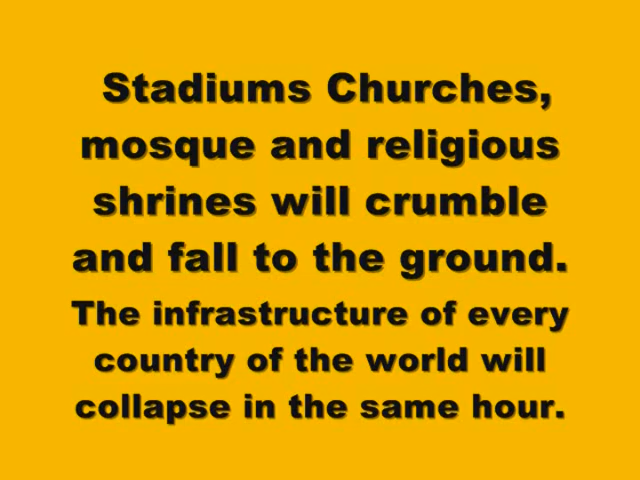 Stadiums Churches,
mosque and religious
shrines will crumble
and fall to the ground.
The infrastructure of every
country of the world will
collapse in the same hour.